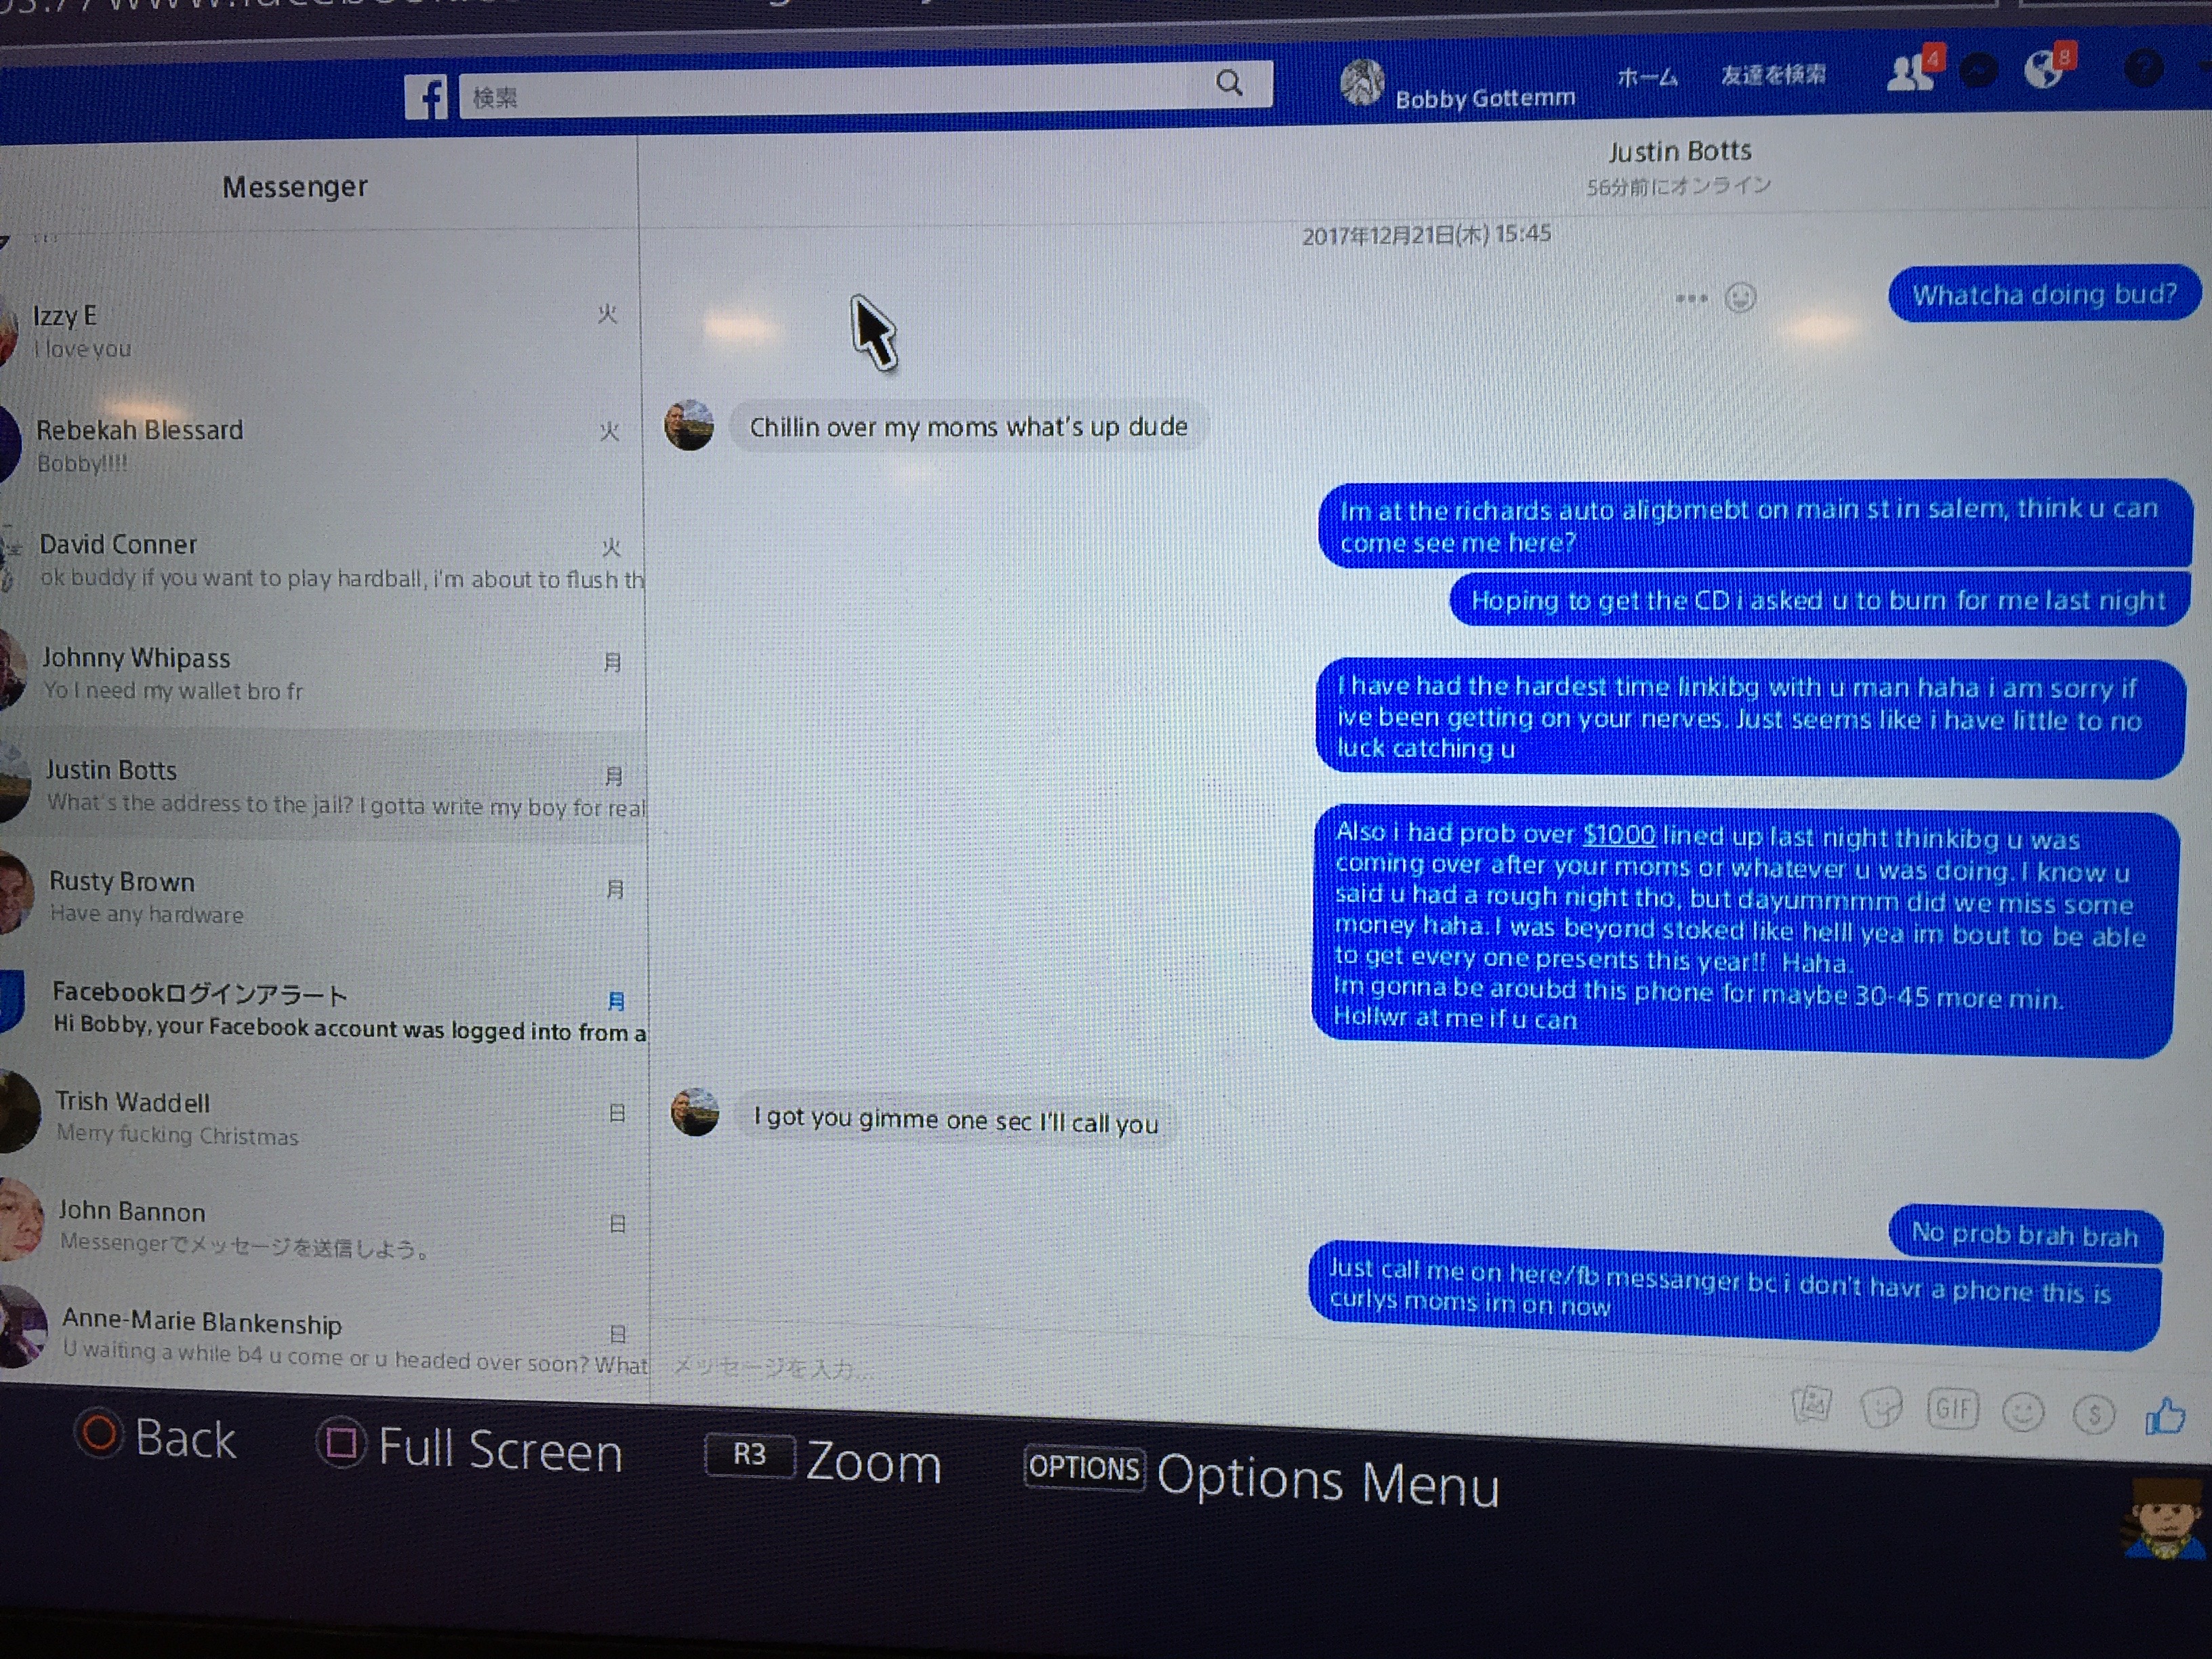 検索
Bobby Gottemm
ホーム
友達を検索
4
8
Messenger
Justin Botts
56分前にオンライン
Izzy E
火
I love you
Rebekah Blessard
火
Bobby!!!!
David Conner
火
ok buddy if you want to play hardball, i'm about to flush th
Johnny Whipass
月
Yo I need my wallet bro fr
Justin Botts
月
What's the address to the jail? I gotta write my boy for real
Rusty Brown
月
Have any hardware
Facebookログインアラート
月
Hi Bobby, your Facebook account was logged into from a
Trish Waddell
日
Merry fucking Christmas
John Bannon
日
Messengerでメッセージを送信しよう。
Anne-Marie Blankenship
日
U waiting a while b4 u come or u headed over soon? What
2017年12月21日(木) 15:45
Whatcha doing bud?
Chillin over my moms what's up dude
Im at the richards auto aligbmebt on main st in salem, think u can
come see me here?
Hoping to get the CD i asked u to burn for me last night
I have had the hardest time linkibg with u man haha i am sorry if
ive been getting on your nerves. Just seems like i have little to no
luck catching u
Also i had prob over $1000 lined up last night thinkibg u was
coming over after your moms or whatever u was doing. I know u
said u had a rough night tho, but dayummmm did we miss some
money haha. I was beyond stoked like helll yea im bout to be able
to get every one presents this year!! Haha.
Im gonna be aroubd this phone for maybe 30-45 more min.
Hollwr at me if u can
I got you gimme one sec I'll call you
No prob brah brah
Just call me on here/fb messanger bc i don't havr a phone this is
curlys moms im on now
メッセージを入力...
GIF
Back
Full Screen
R3 Zoom
OPTIONS Options Menu